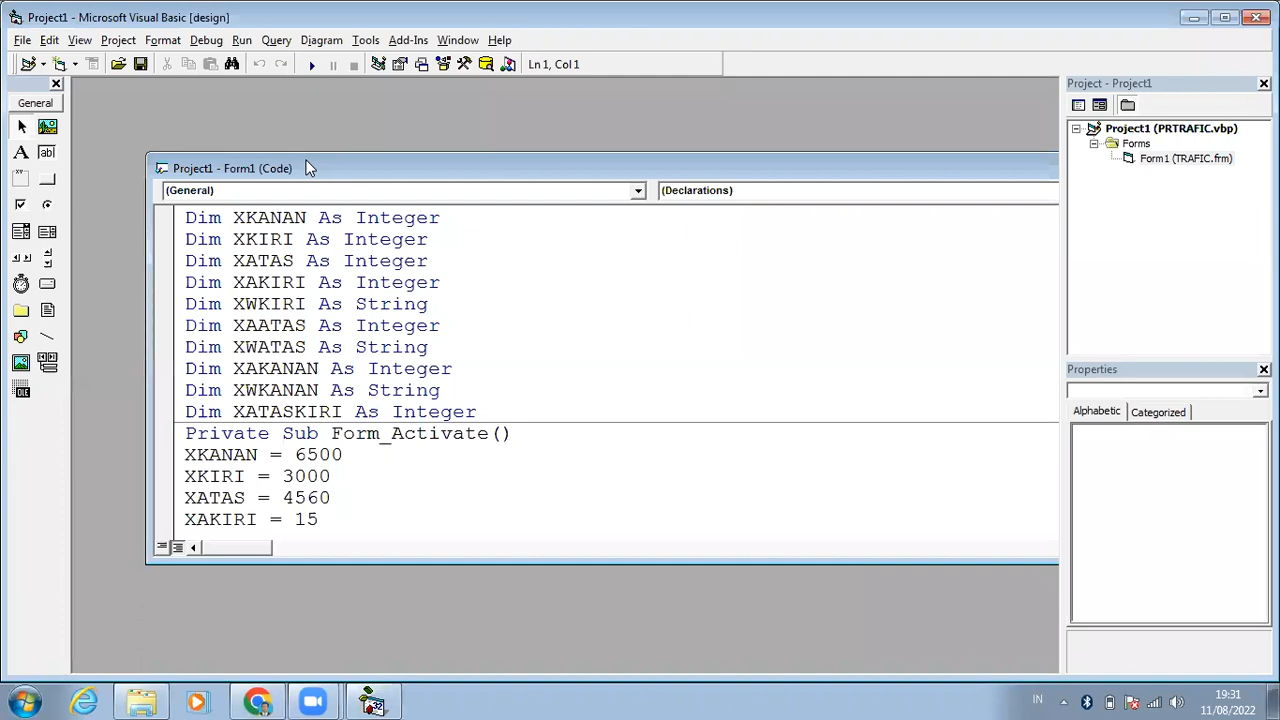 Project1 - Microsoft Visual Basic [design]
File Edit View Project Format Debug Run Query Diagram Tools Add-Ins Window Help
Ln 1, Col 1
General
Project1 - Form1 (Code)
(General) (Declarations)
Dim XKANAN As Integer
Dim XKIRI As Integer
Dim XATAS As Integer
Dim XAKIRI As Integer
Dim XWKIRI As String
Dim XAATAS As Integer
Dim XWATAS As String
Dim XAKANAN As Integer
Dim XWKANAN As String
Dim XATASKIRI As Integer
Private Sub Form_Activate()
XKANAN = 6500
XKIRI = 3000
XATAS = 4560
XAKIRI = 15
Project - Project1
Project1 (PRTRAFIC.vbp)
Forms
Form1 (TRAFIC.frm)
Properties
Alphabetic Categorized
A ab|
OLE
32
IN
19:31
11/08/2022